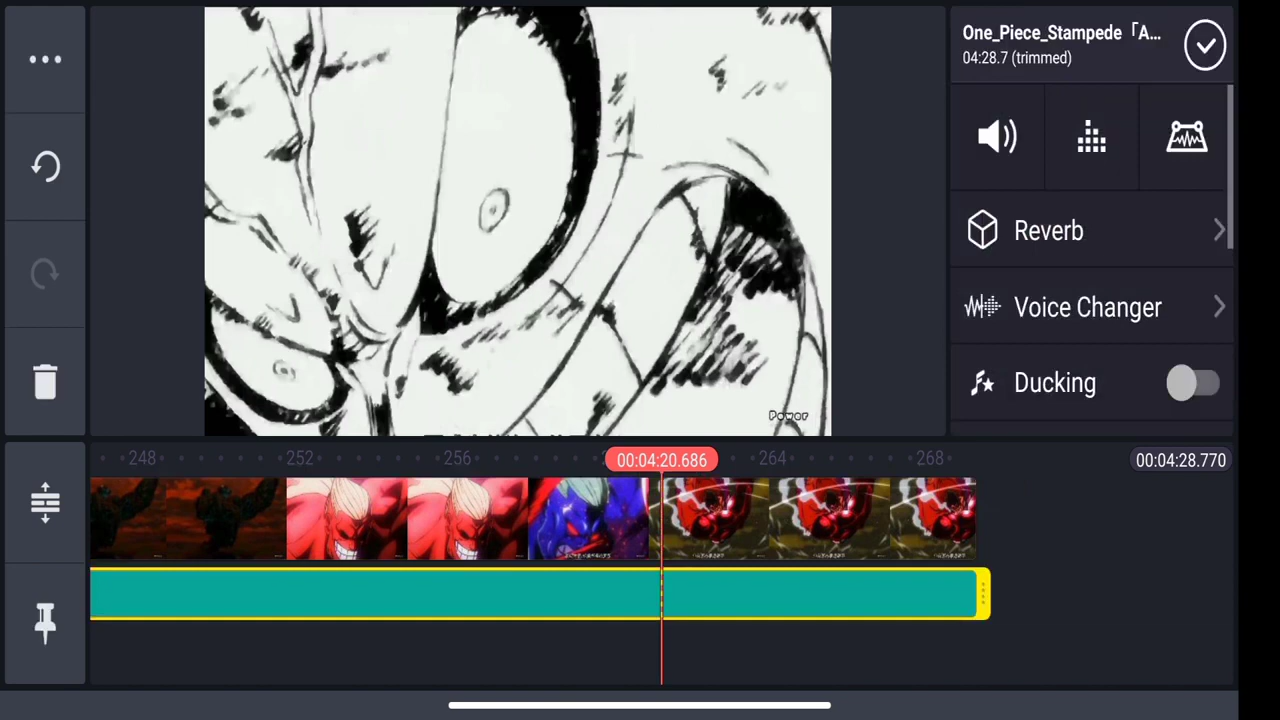 One_Piece_Stampede「A...
04:28.7 (trimmed)
Reverb
Voice Changer
Ducking
Power
248
252
256
00:04:20.686
264
268
00:04:28.770